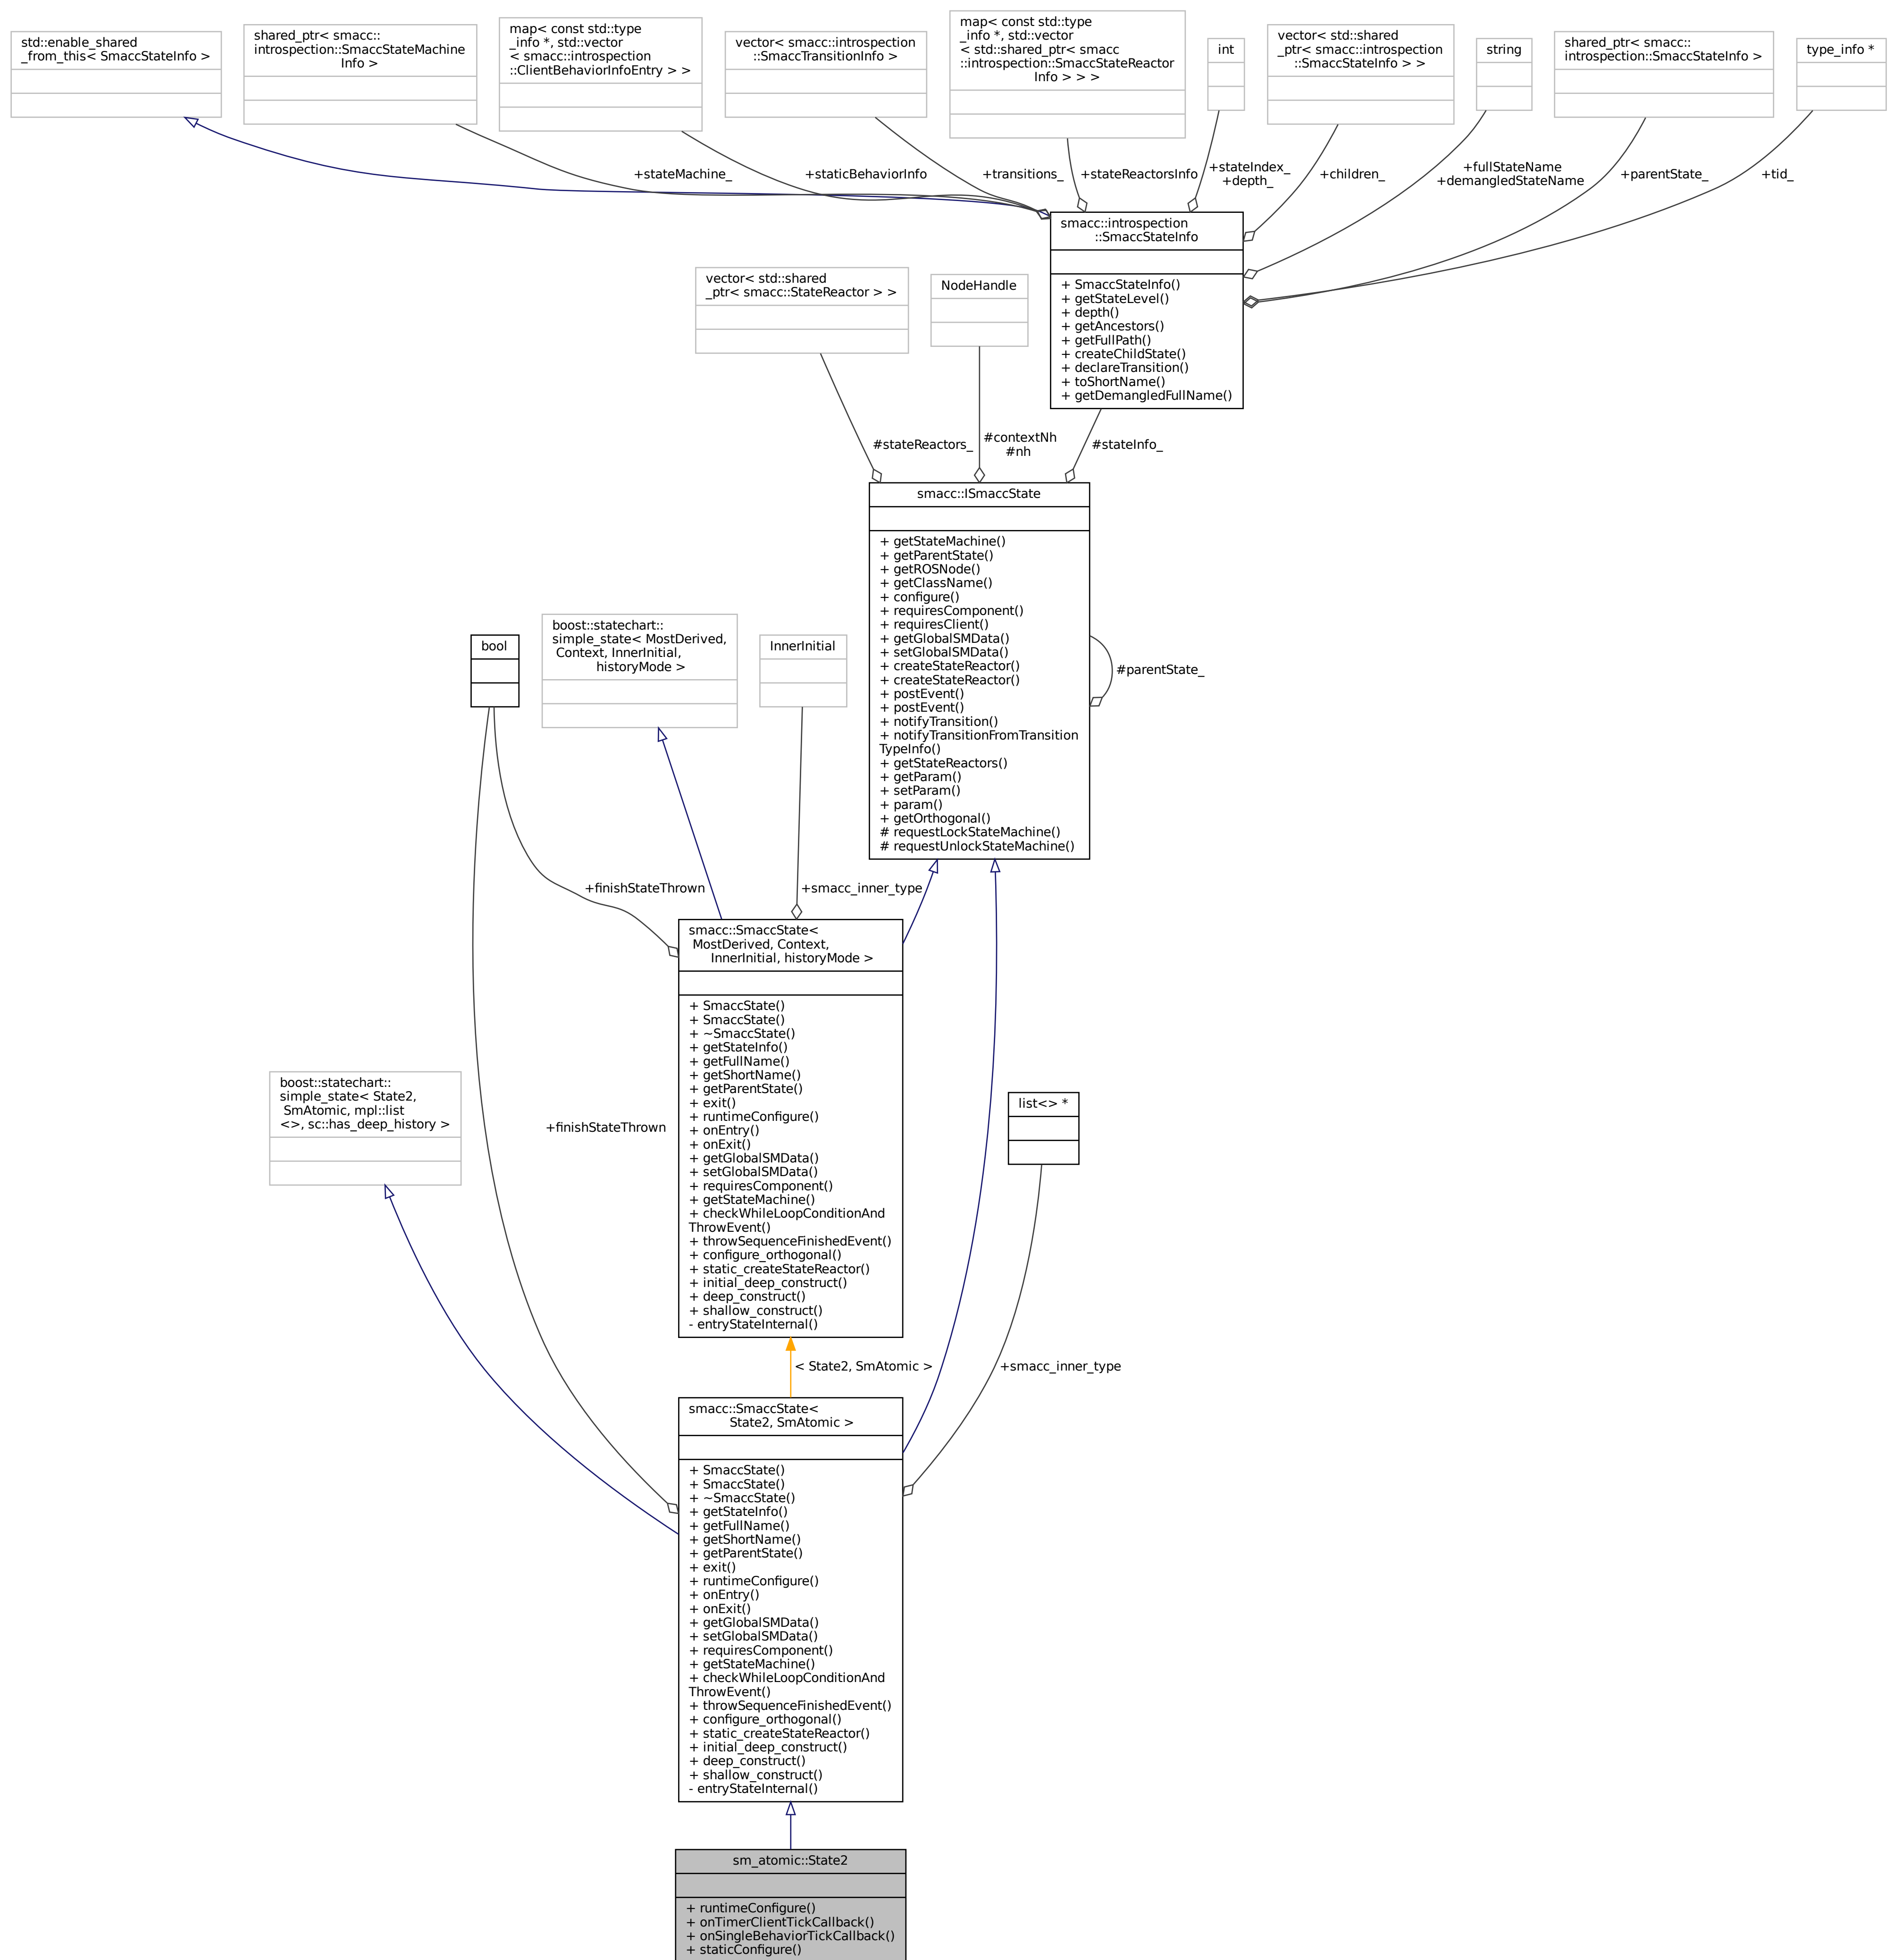 std::enable_shared
_from_this< SmaccStateInfo >
shared_ptr< smacc::
introspection::SmaccStateMachine
Info >
map< const std::type
_info *, std::vector
< smacc::introspection
::ClientBehaviorInfoEntry > >
vector< smacc::introspection
::SmaccTransitionInfo >
map< const std::type
_info *, std::vector
< std::shared_ptr< smacc
::introspection::SmaccStateReactor
Info > > >
int
vector< std::shared
_ptr< smacc::introspection
::SmaccStateInfo > >
string
shared_ptr< smacc::
introspection::SmaccStateInfo >
type_info *
+stateMachine_
+staticBehaviorInfo
+transitions_
+stateReactorsInfo
+stateIndex_
+depth_
+children_
+fullStateName
+demangledStateName
+parentState_
+tid_
smacc::introspection
::SmaccStateInfo
+ SmaccStateInfo()
+ getStateLevel()
+ depth()
+ getAncestors()
+ getFullPath()
+ createChildState()
+ declareTransition()
+ toShortName()
+ getDemangledFullName()
vector< std::shared
_ptr< smacc::StateReactor > >
NodeHandle
#stateReactors_
#contextNh
#nh
#stateInfo_
smacc::ISmaccState
+ getStateMachine()
+ getParentState()
+ getROSNode()
+ getClassName()
+ configure()
+ requiresComponent()
+ requiresClient()
+ getGlobalSMData()
+ setGlobalSMData()
+ createStateReactor()
+ createStateReactor()
+ postEvent()
+ postEvent()
+ notifyTransition()
+ notifyTransitionFromTransition
TypeInfo()
+ getStateReactors()
+ getParam()
+ setParam()
+ param()
+ getOrthogonal()
# requestLockStateMachine()
# requestUnlockStateMachine()
#parentState_
bool
boost::statechart::
simple_state< MostDerived,
Context, InnerInitial,
historyMode >
InnerInitial
+finishStateThrown
+smacc_inner_type
smacc::SmaccState<
MostDerived, Context,
InnerInitial, historyMode >
+ SmaccState()
+ SmaccState()
+ ~SmaccState()
+ getStateInfo()
+ getFullName()
+ getShortName()
+ getParentState()
+ exit()
+ runtimeConfigure()
+ onEntry()
+ onExit()
+ getGlobalSMData()
+ setGlobalSMData()
+ requiresComponent()
+ getStateMachine()
+ checkWhileLoopConditionAnd
ThrowEvent()
+ throwSequenceFinishedEvent()
+ configure_orthogonal()
+ static_createStateReactor()
+ initial_deep_construct()
+ deep_construct()
+ shallow_construct()
- entryStateInternal()
boost::statechart::
simple_state< State2,
SmAtomic, mpl::list
<>, sc::has_deep_history >
+finishStateThrown
list<> *
< State2, SmAtomic >
+smacc_inner_type
smacc::SmaccState<
State2, SmAtomic >
+ SmaccState()
+ SmaccState()
+ ~SmaccState()
+ getStateInfo()
+ getFullName()
+ getShortName()
+ getParentState()
+ exit()
+ runtimeConfigure()
+ onEntry()
+ onExit()
+ getGlobalSMData()
+ setGlobalSMData()
+ requiresComponent()
+ getStateMachine()
+ checkWhileLoopConditionAnd
ThrowEvent()
+ throwSequenceFinishedEvent()
+ configure_orthogonal()
+ static_createStateReactor()
+ initial_deep_construct()
+ deep_construct()
+ shallow_construct()
- entryStateInternal()
sm_atomic::State2
+ runtimeConfigure()
+ onTimerClientTickCallback()
+ onSingleBehaviorTickCallback()
+ staticConfigure()